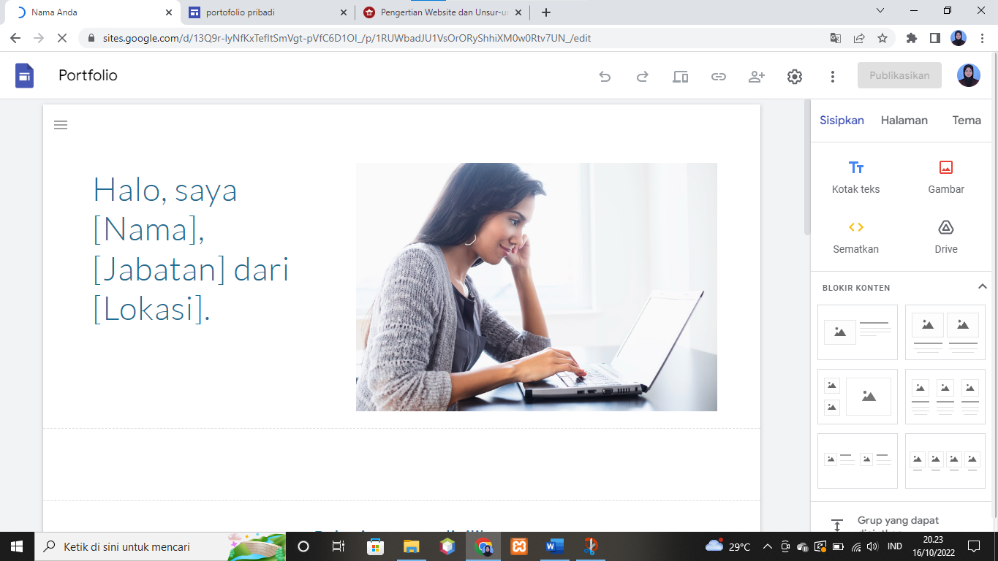 Nama Anda
portofolio pribadi
Pengertian Website dan Unsur-u
sites.google.com/d/13Q9r-lyNfKxTefItSmVgt-pVfC6D1OI_/p/1RUWbadJU1VsOrORyShhiXM0w0Rtv7UN_/edit
Portfolio
Publikasikan
Sisipkan
Halaman
Tema
Halo, saya
[Nama],
[Jabatan] dari
[Lokasi].
Tr
Kotak teks
Gambar
Sematkan
Drive
BLOKIR KONTEN
Grup yang dapat
Ketik di sini untuk mencari
29°C
IND
20.23
16/10/2022